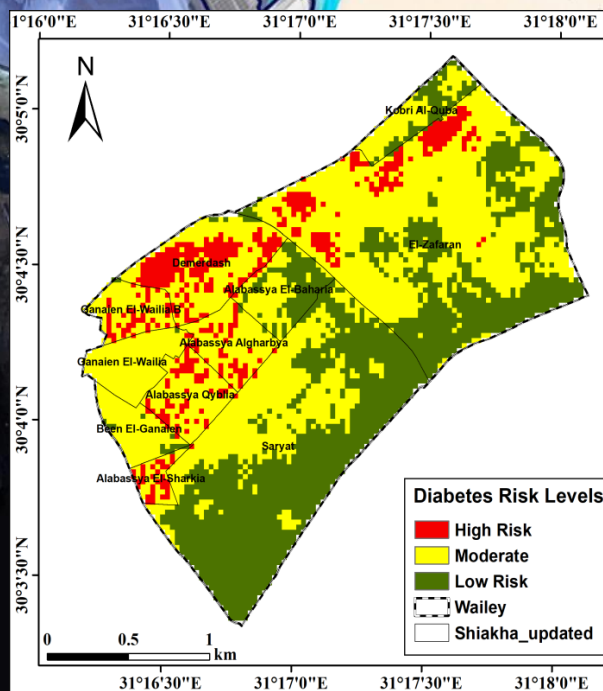 1°16'0"E 31°16'30"E 31°17'0"E 31°17'30"E 31°18'0"E
N
30°5'0"N
30°4'30"N
30°4'0"N
30°3'30"N
Kobri Al-Quba
El-Zafaran
Demerdash
Alabassya El-Baharia
Ganaien El-Wailia B
Alabassya Algharbya
Ganaien El-Wailia
Alabassya Qyblia
Been El-Ganaien
Saryat
Alabassya El Sharkia
Diabetes Risk Levels
High Risk
Moderate
Low Risk
Wailey
Shiakha_updated
0 0.5 1
km
31°16'30"E 31°17'0"E 31°17'30"E 31°18'0"E